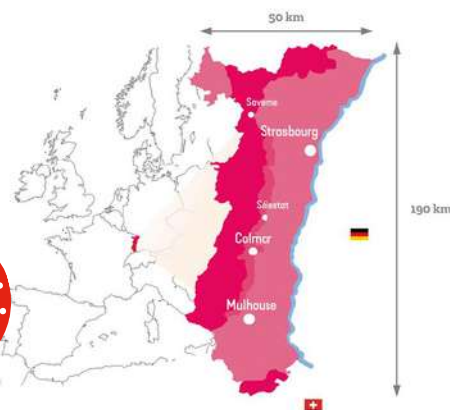 50 km
Saverne
Strasbourg
190 km
Sélestat
Colmar
Mulhouse